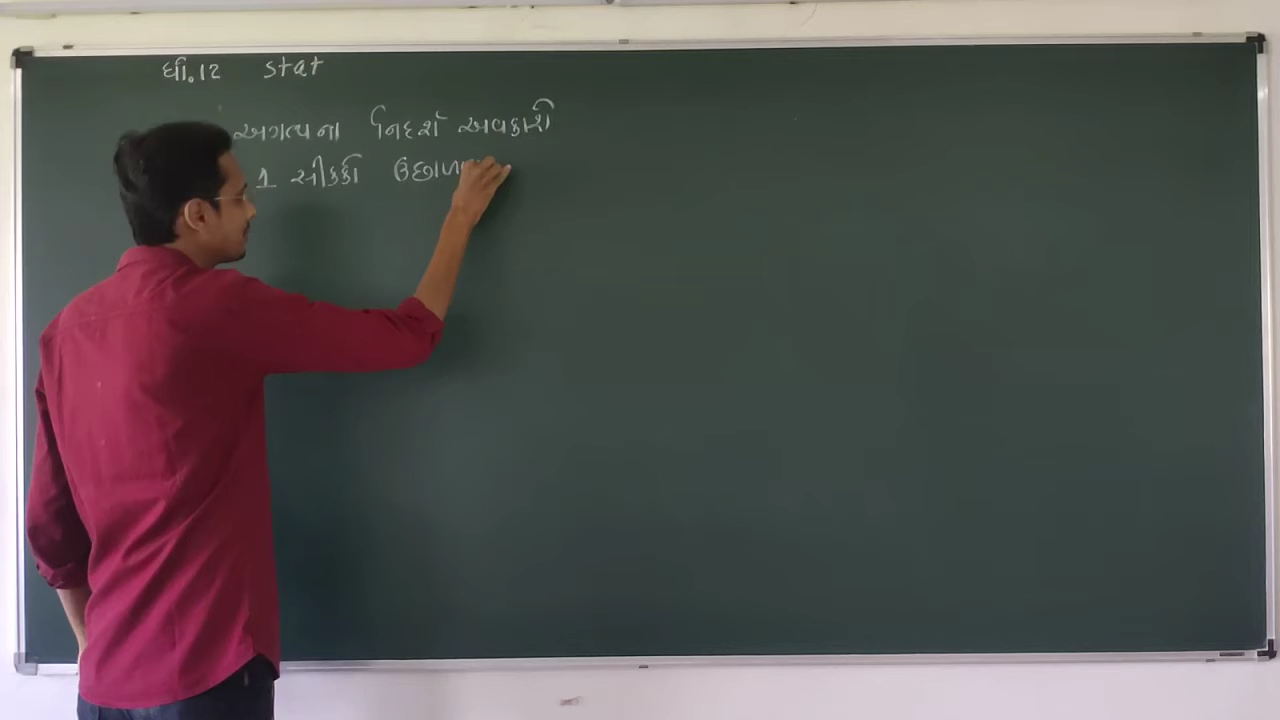 ધો.12 stat
અગત્યના નિદર્શ અવકાશ
1 સીક્કો